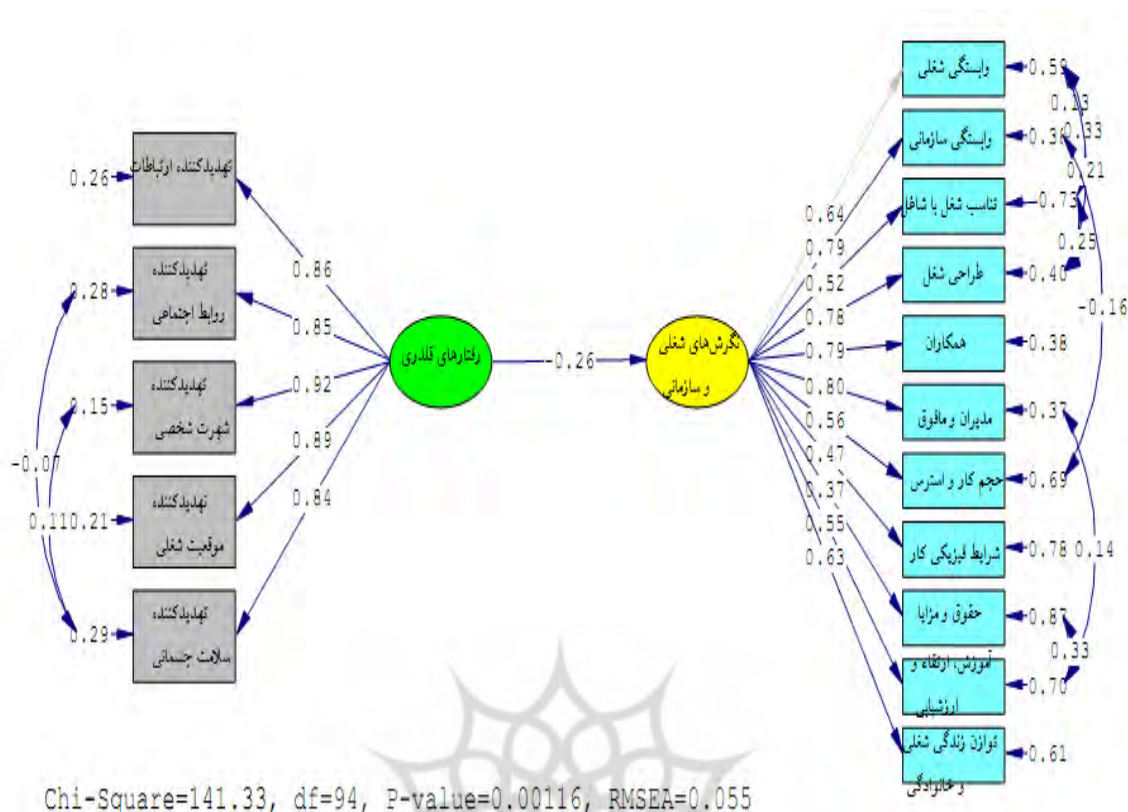 وابستگی شغلی
0.59
0.13
وابستگی سازمانی
0.33
0.21
تهدیدکننده ارتباطات
0.26
0.86
0.64
تناسب شغل با شاغل
0.73
0.79
0.25
تهدیدکننده
روابط اجتماعی
0.28
0.85
0.52
طراحی شغل
0.40
0.78
-0.16
رفتارهای قلدری
-0.26
نگرش‌های شغلی
و سازمانی
0.79
همکاران
0.38
تهدیدکننده
شهرت شخصی
0.15
0.92
0.80
مدیران و مافوق
0.37
0.56
-0.07
0.89
0.47
حجم کار و استرس
0.69
0.37
تهدیدکننده
موقعیت شغلی
0.11
0.21
0.84
0.55
شرایط فیزیکی کار
0.78
0.14
0.63
تهدیدکننده
سلامت جسمانی
0.29
حقوق و مزایا
0.87
0.33
آموزش، ارتقاء و
ارزشیابی
0.70
توازن زندگی شغلی
و خانوادگی
0.61
Chi-Square=141.33, df=94, P-value=0.00116, RMSEA=0.055